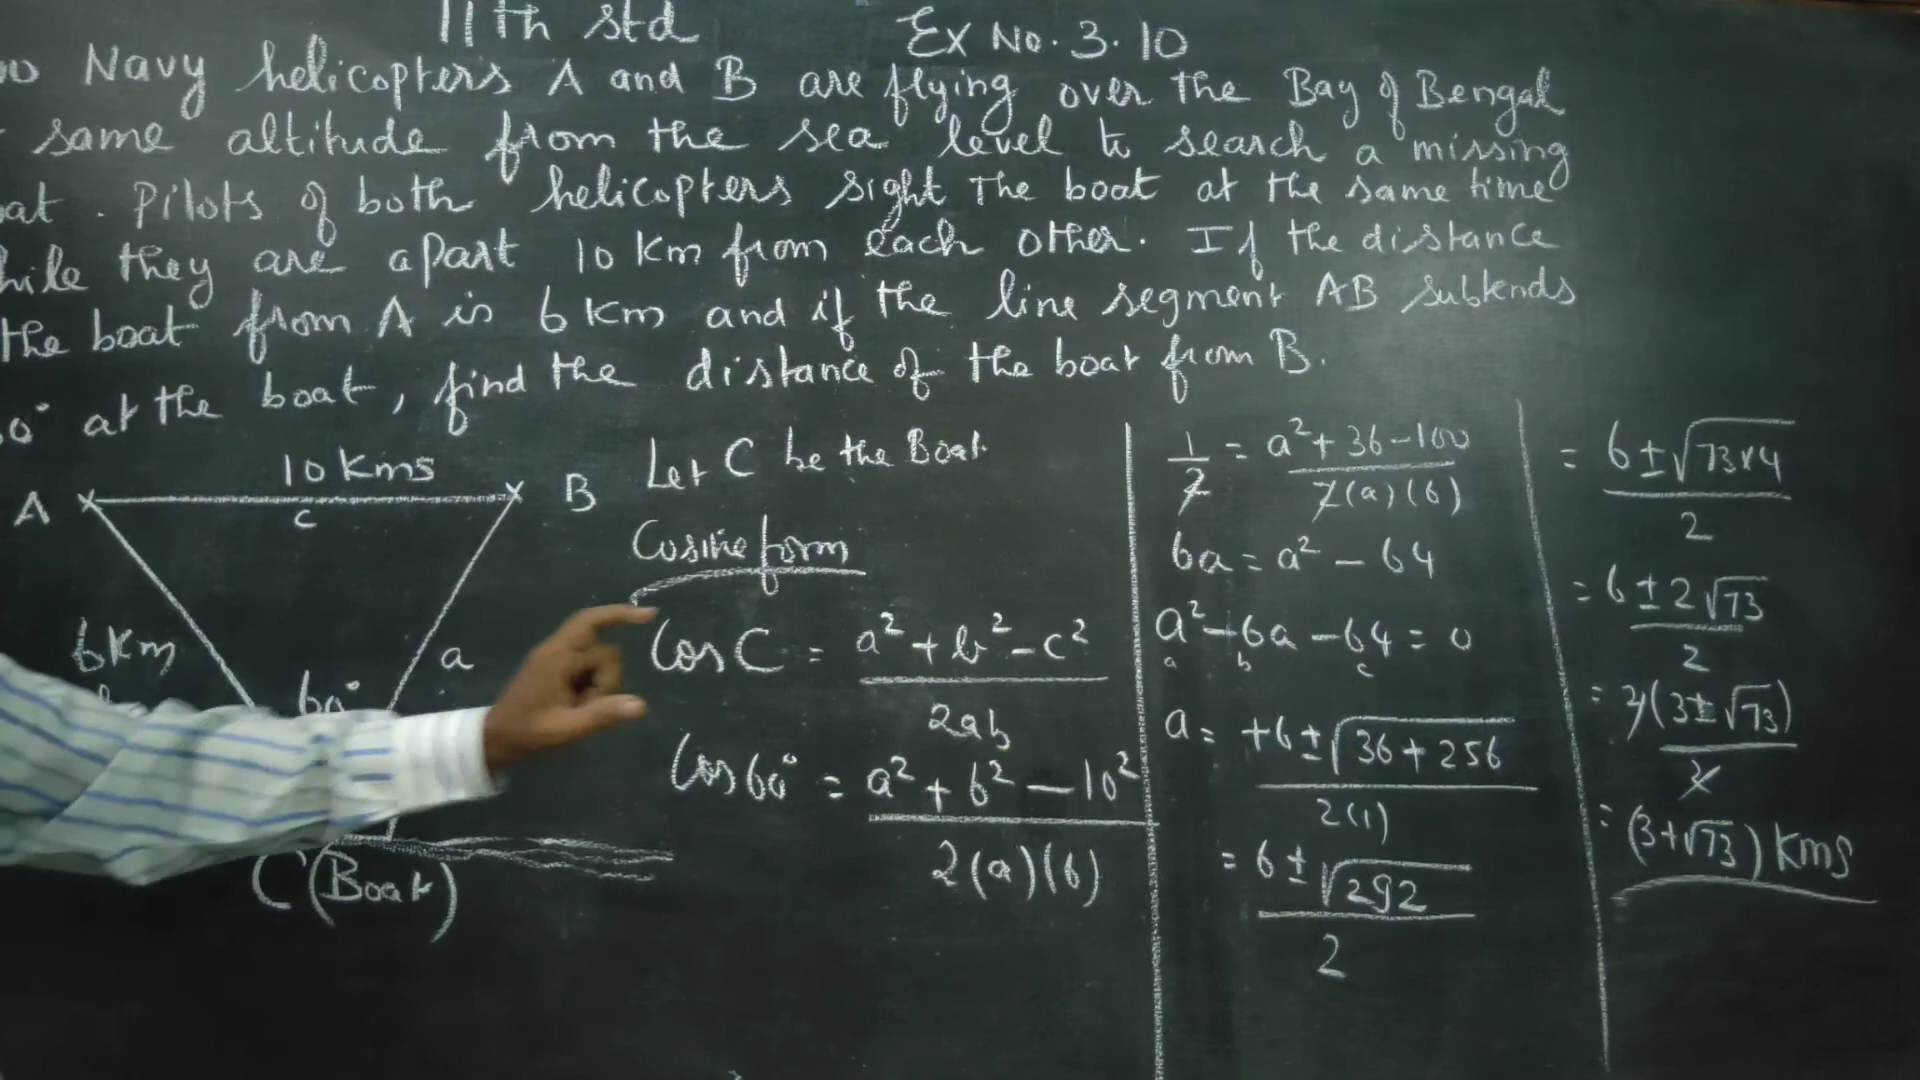 11th std Ex No. 3.10
Navy helicopters A and B are flying over the Bay of Bengal
same altitude from the sea level to search a missing
at. Pilots of both helicopters sight The boat at the same time
hile they are apart 10 Km from each other. If the distance
the boat from A is 6 Km and if the line segment AB subtends
0° at the boat, find the distance of the boat from B.
10 Kms
A B
c
6 Km
60°
a
C (Boat)
Let C be the Boat.
Cosine form
Cos C = a² + b² - c² / 2ab
Cos 60° = a² + 6² - 10² / 2(a)(6)
1/2 = a² + 36 - 100 / 2(a)(6)
6a = a² - 64
a² - 6a - 64 = 0
a b c
a = +6 ± √36 + 256 / 2(1)
= 6 ± √292 / 2
= 6 ± √73x4 / 2
= 6 ± 2√73 / 2
= 2(3 ± √73) / 2
= (3+√73) Kms